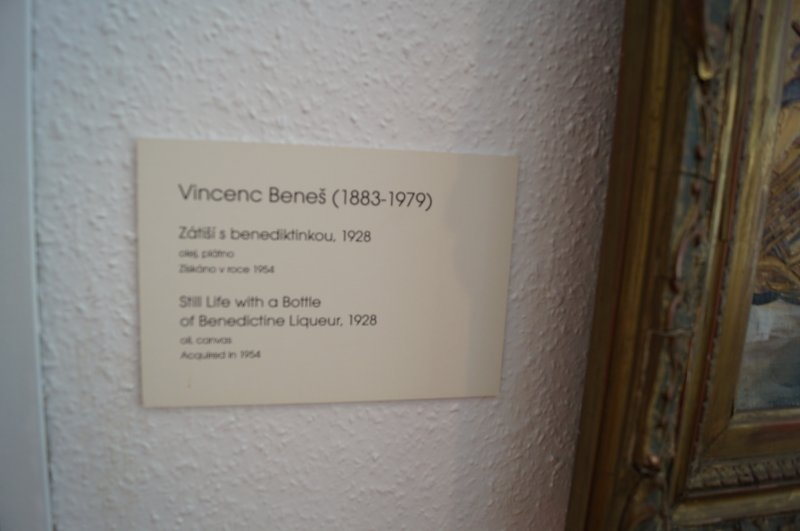 Vincenc Beneš (1883-1979)
Zátiší s benediktinkou, 1928
olej, plátno
Získáno v roce 1954
Still Life with a Bottle
of Benedictine Liqueur, 1928
oil, canvas
Acquired in 1954